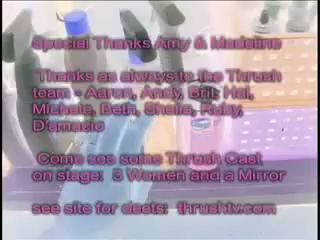 Special Thanks Amy & Madeline
Thanks as always to the Thrush
team - Aaron, Andy, Brit, Hal,
Michele, Beth, Sheila, Ruby,
D'amacio
Come see some Thrush Cast
on stage: 3 Women and a Mirror
see site for deets: thrushtv.com